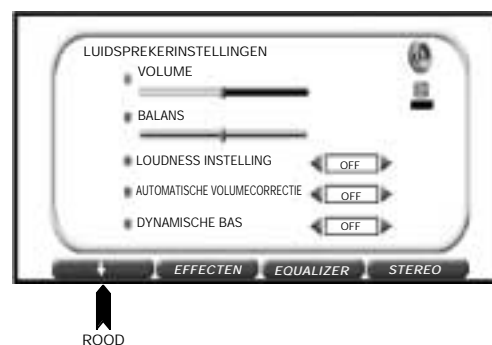 LUIDSPREKERINSTELLINGEN
VOLUME
BALANS
LOUDNESS INSTELLING OFF
AUTOMATISCHE VOLUMECORRECTIE OFF
DYNAMISCHE BAS OFF
EFFECTEN EQUALIZER STEREO
ROOD